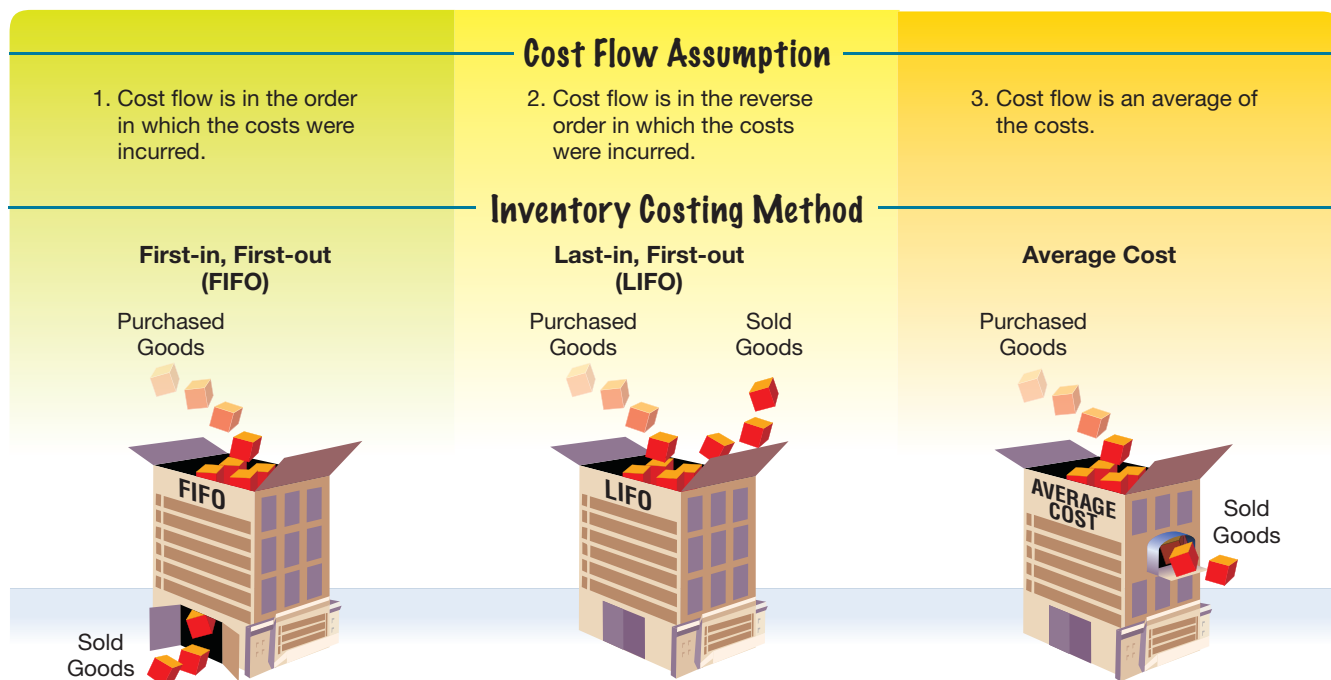 Cost Flow Assumption
1. Cost flow is in the order
in which the costs were
incurred.
2. Cost flow is in the reverse
order in which the costs
were incurred.
3. Cost flow is an average of
the costs.
Inventory Costing Method
First-in, First-out
(FIFO)
Purchased
Goods
FIFO
Sold
Goods
Last-in, First-out
(LIFO)
Purchased
Goods
Sold
Goods
LIFO
Average Cost
Purchased
Goods
AVERAGE
COST
Sold
Goods